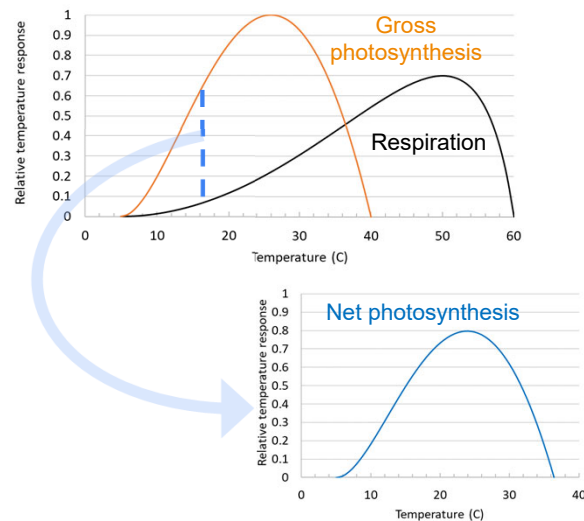 1
0.9
0.8
0.7
0.6
0.5
0.4
0.3
0.2
0.1
0
Relative temperature response
Gross
photosynthesis
Respiration
0 10 20 30 40 50 60
Temperature (C)
1
0.9
0.8
0.7
0.6
0.5
0.4
0.3
0.2
0.1
0
Relative temperature response
Net photosynthesis
0 10 20 30 40
Temperature (C)